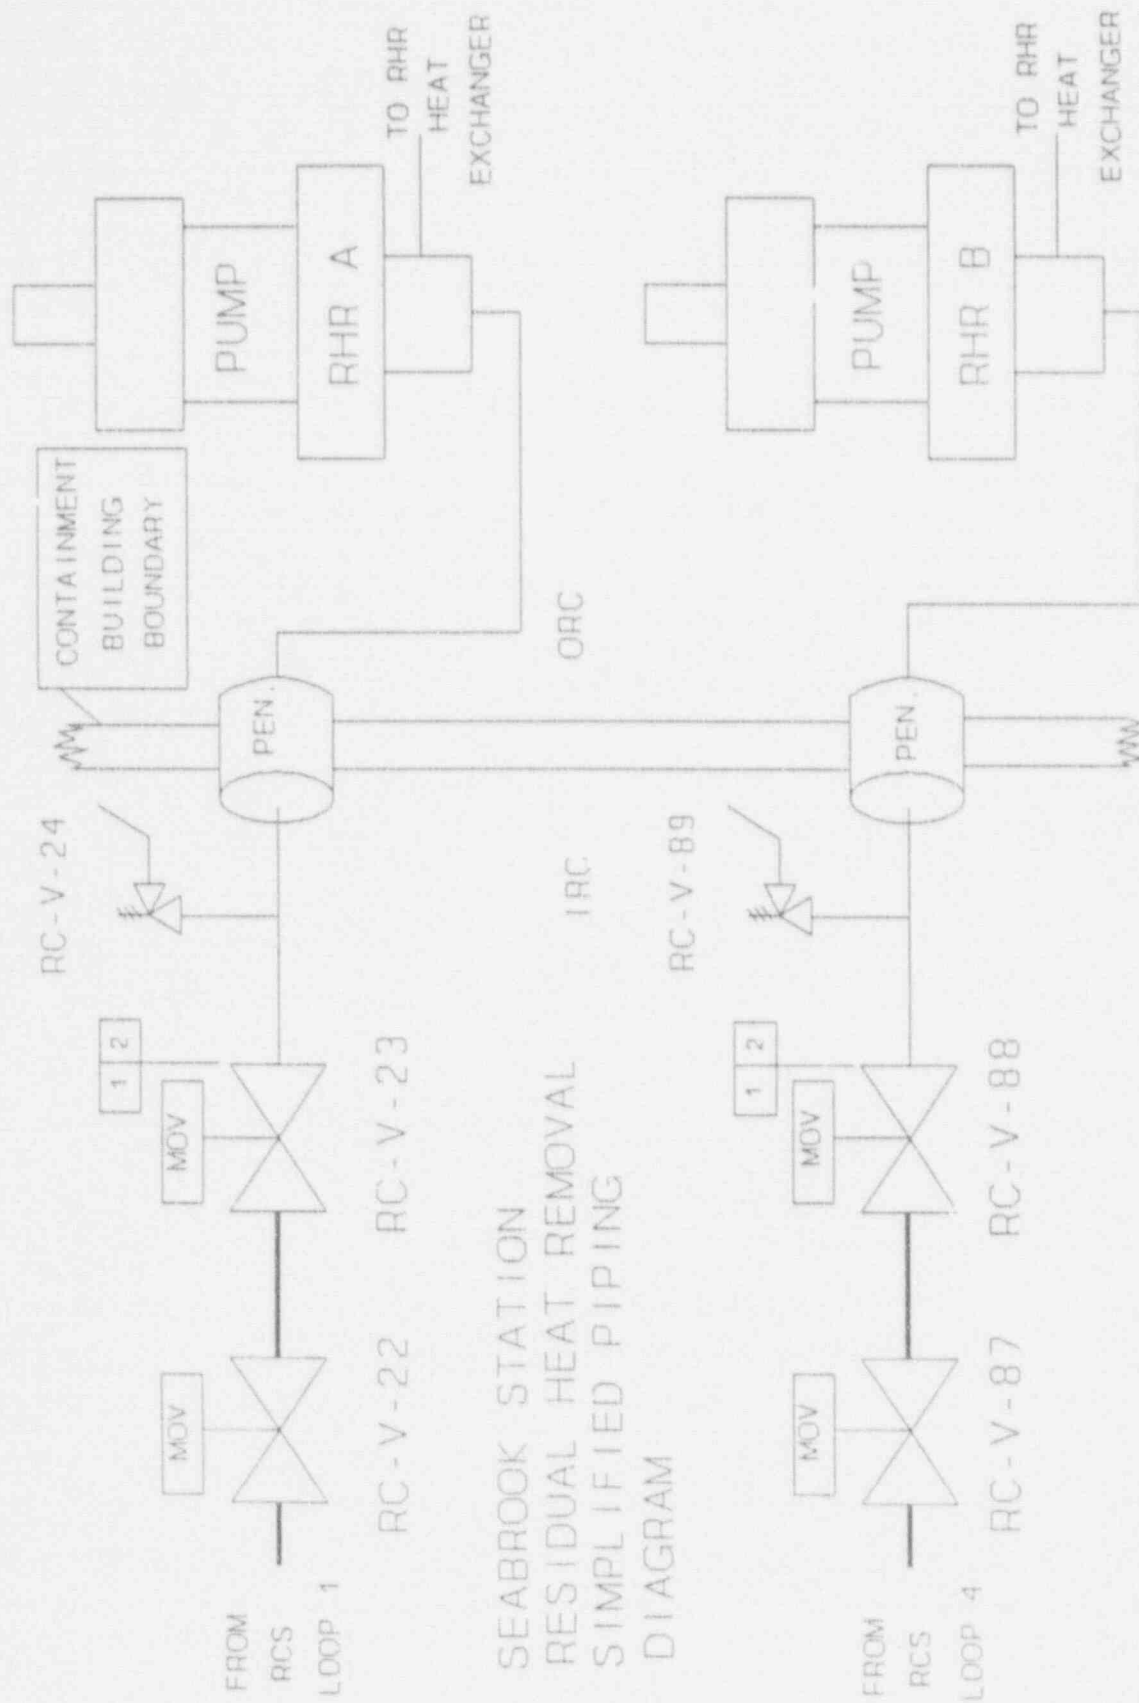 FROM
RCS
LOOP 1
MOV
RC-V-22
MOV
1 2
RC-V-23
RC-V-24
PEN.
CONTAINMENT
BUILDING
BOUNDARY
PUMP
RHR A
TO RHR
HEAT
EXCHANGER
SEABROOK STATION
RESIDUAL HEAT REMOVAL
SIMPLIFIED PIPING
DIAGRAM
IRC
ORC
FROM
RCS
LOOP 4
MOV
RC-V-87
MOV
1 2
RC-V-88
RC-V-89
PEN.
PUMP
RHR B
TO RHR
HEAT
EXCHANGER